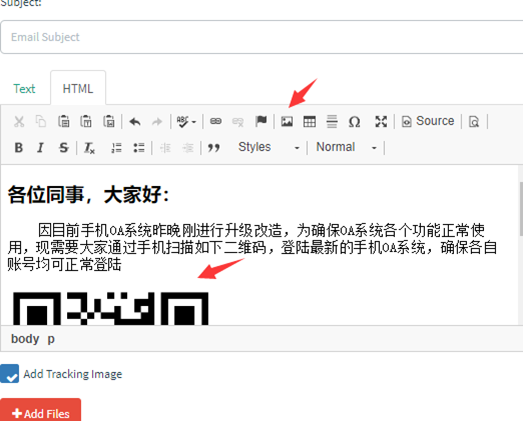 Subject:
Email Subject
Text HTML
Source
B I S Tx Styles Normal
各位同事，大家好：
因目前手机OA系统昨晚刚进行升级改造，为确保OA系统各个功能正常使
用，现需要大家通过手机扫描如下二维码，登陆最新的手机OA系统，确保各自
账号均可正常登陆
body p
Add Tracking Image
Add Files